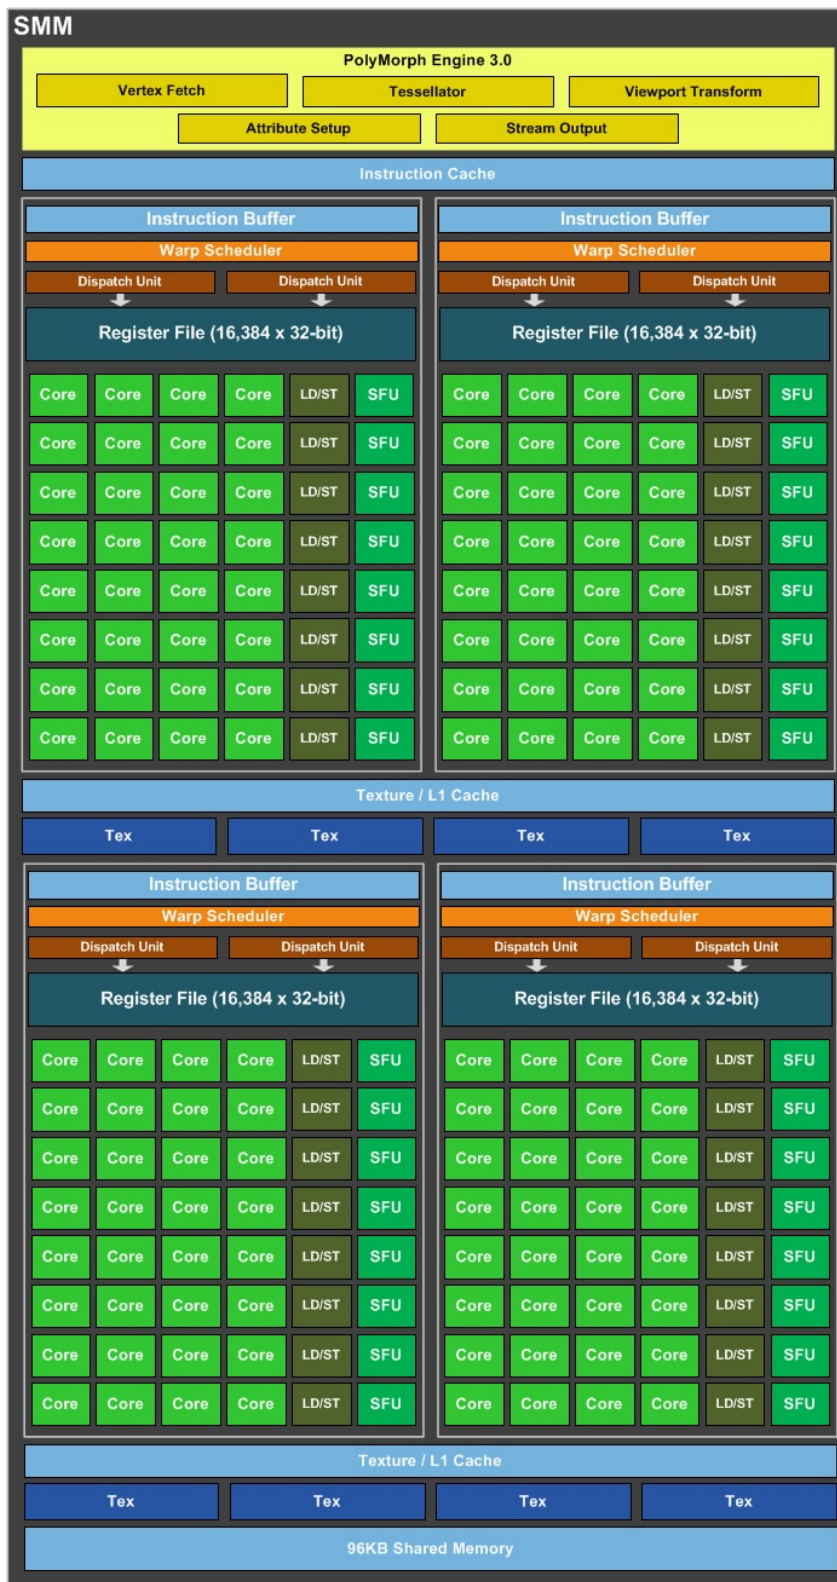 SMM
PolyMorph Engine 3.0
Vertex Fetch Tessellator Viewport Transform
Attribute Setup Stream Output
Instruction Cache
Instruction Buffer Instruction Buffer
Warp Scheduler Warp Scheduler
Dispatch Unit Dispatch Unit Dispatch Unit Dispatch Unit
Register File (16,384 x 32-bit) Register File (16,384 x 32-bit)
Core Core Core Core LD/ST SFU Core Core Core Core LD/ST SFU
Core Core Core Core LD/ST SFU Core Core Core Core LD/ST SFU
Core Core Core Core LD/ST SFU Core Core Core Core LD/ST SFU
Core Core Core Core LD/ST SFU Core Core Core Core LD/ST SFU
Core Core Core Core LD/ST SFU Core Core Core Core LD/ST SFU
Core Core Core Core LD/ST SFU Core Core Core Core LD/ST SFU
Core Core Core Core LD/ST SFU Core Core Core Core LD/ST SFU
Core Core Core Core LD/ST SFU Core Core Core Core LD/ST SFU
Texture / L1 Cache
Tex Tex Tex Tex
Instruction Buffer Instruction Buffer
Warp Scheduler Warp Scheduler
Dispatch Unit Dispatch Unit Dispatch Unit Dispatch Unit
Register File (16,384 x 32-bit) Register File (16,384 x 32-bit)
Core Core Core Core LD/ST SFU Core Core Core Core LD/ST SFU
Core Core Core Core LD/ST SFU Core Core Core Core LD/ST SFU
Core Core Core Core LD/ST SFU Core Core Core Core LD/ST SFU
Core Core Core Core LD/ST SFU Core Core Core Core LD/ST SFU
Core Core Core Core LD/ST SFU Core Core Core Core LD/ST SFU
Core Core Core Core LD/ST SFU Core Core Core Core LD/ST SFU
Core Core Core Core LD/ST SFU Core Core Core Core LD/ST SFU
Core Core Core Core LD/ST SFU Core Core Core Core LD/ST SFU
Texture / L1 Cache
Tex Tex Tex Tex
96KB Shared Memory